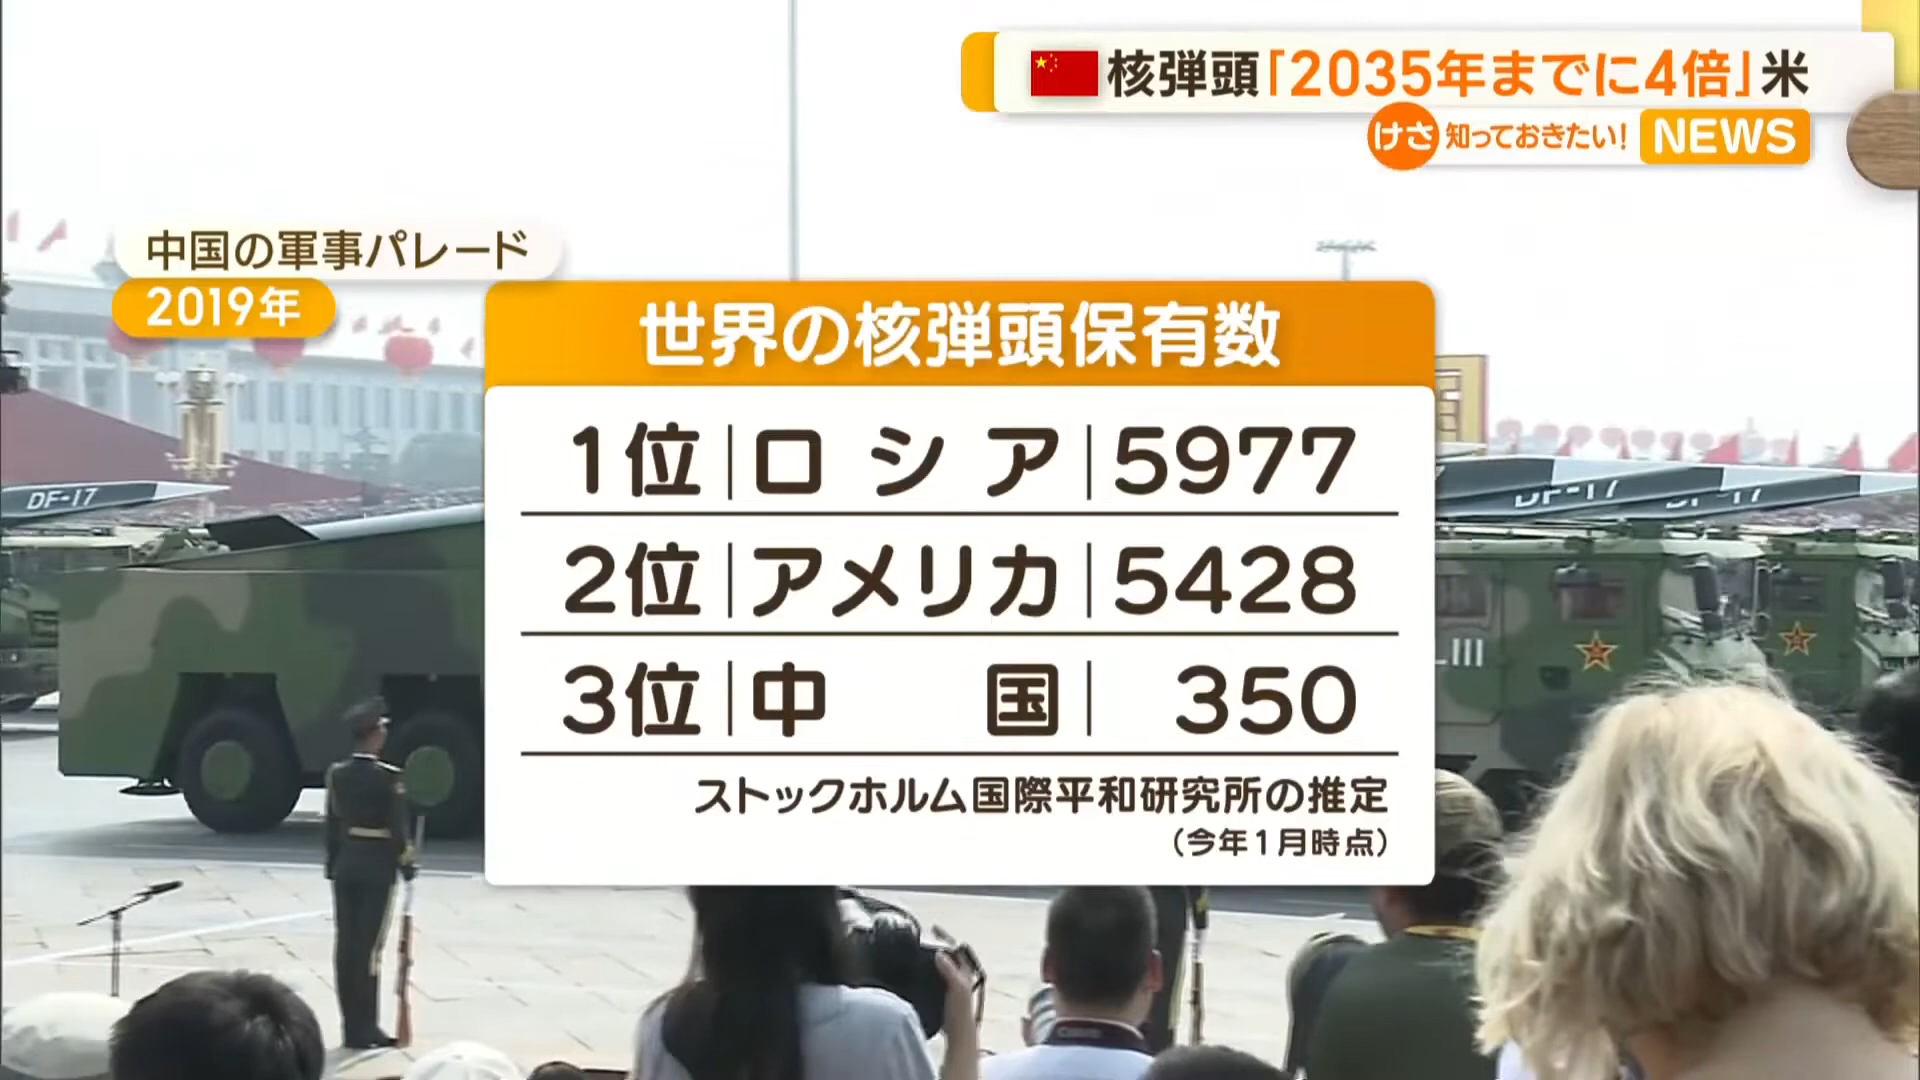 核弾頭「2035年までに4倍」米
けさ 知っておきたい! NEWS
中国の軍事パレード
2019年
世界の核弾頭保有数
1位 ロシア 5977
2位 アメリカ 5428
3位 中国 350
ストックホルム国際平和研究所の推定
(今年1月時点)
DF-17
DF-17